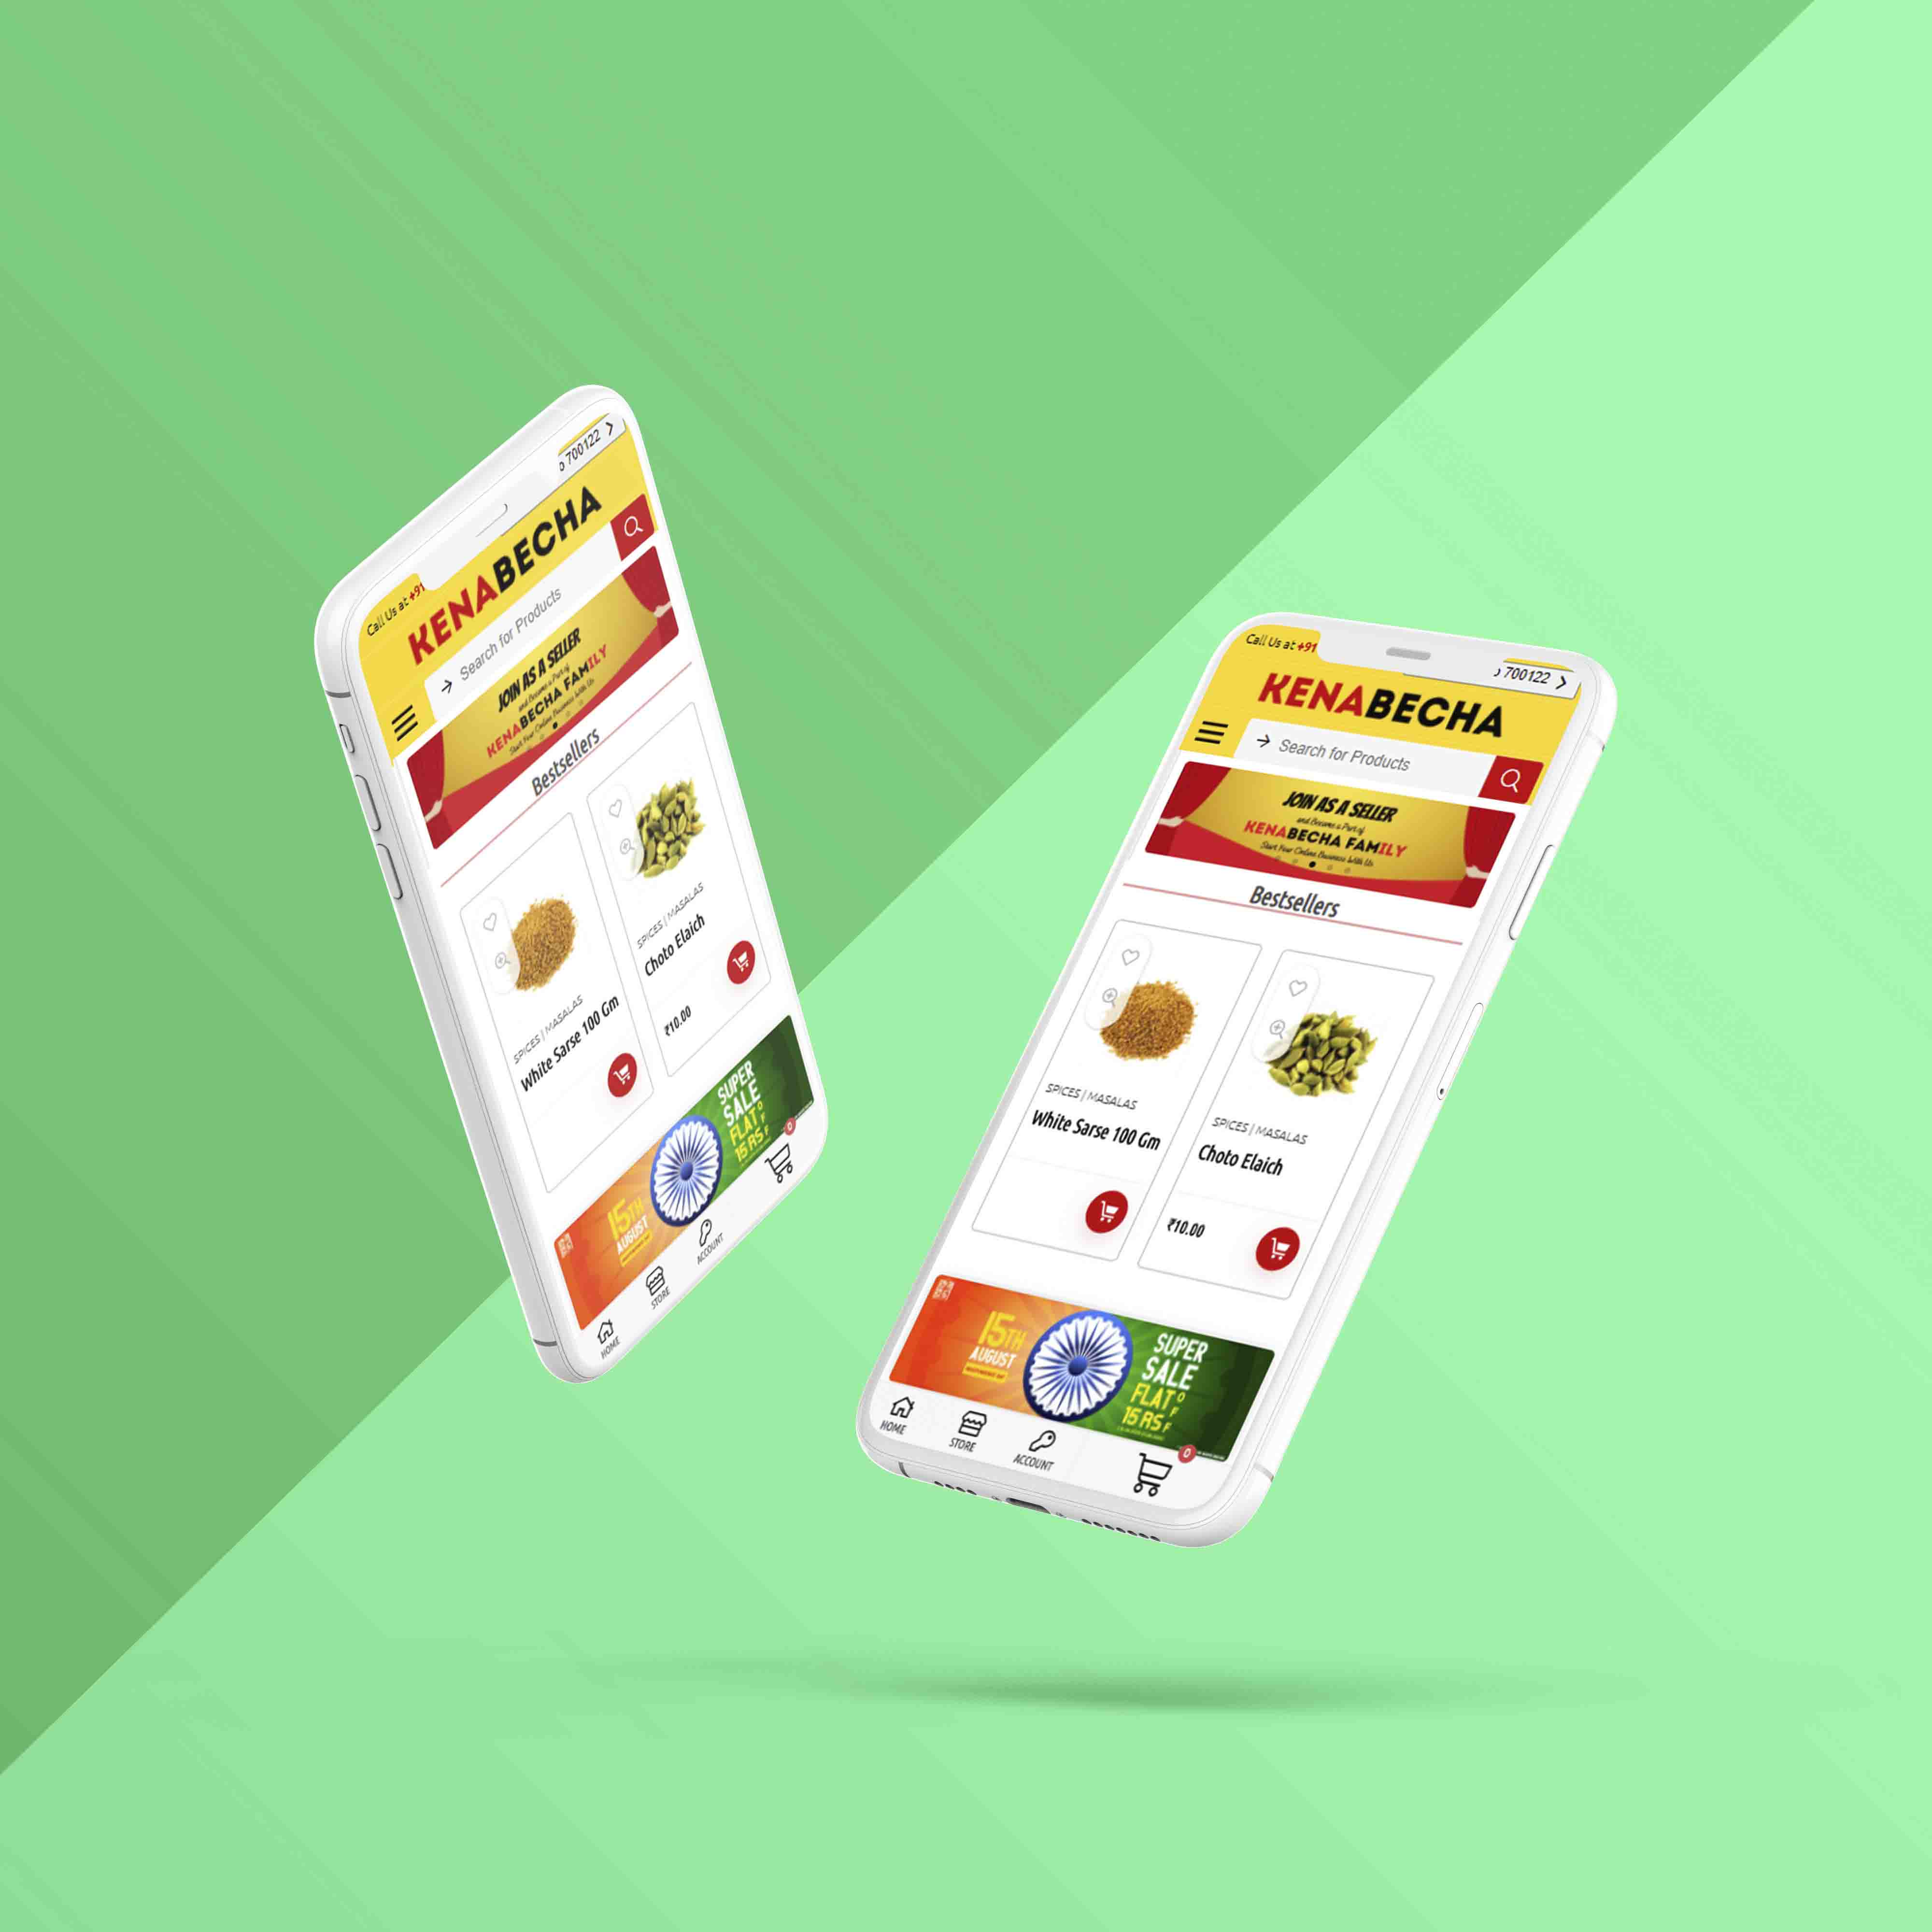 Call Us at +91
700122
KENABECHA
Search for Products
JOIN AS A SELLER
and Become a Part of
KENABECHA FAMILY
Start Your Online Business With Us
Bestsellers
SPICES | MASALAS
White Sarse 100 Gm
SPICES | MASALAS
Choto Elaich
₹10.00
15TH
AUGUST
SUPER
SALE
FLAT
15 RS
OFF
0
HOME
STORE
ACCOUNT
Call Us at +91
700122
KENABECHA
Search for Products
JOIN AS A SELLER
and Become a Part of
KENABECHA FAMILY
Start Your Online Business With Us
Bestsellers
SPICES | MASALAS
White Sarse 100 Gm
SPICES | MASALAS
Choto Elaich
₹10.00
15TH
AUGUST
INDEPENDENCE DAY
SUPER
SALE
FLAT
15 RS
OFF
0
HOME
STORE
ACCOUNT